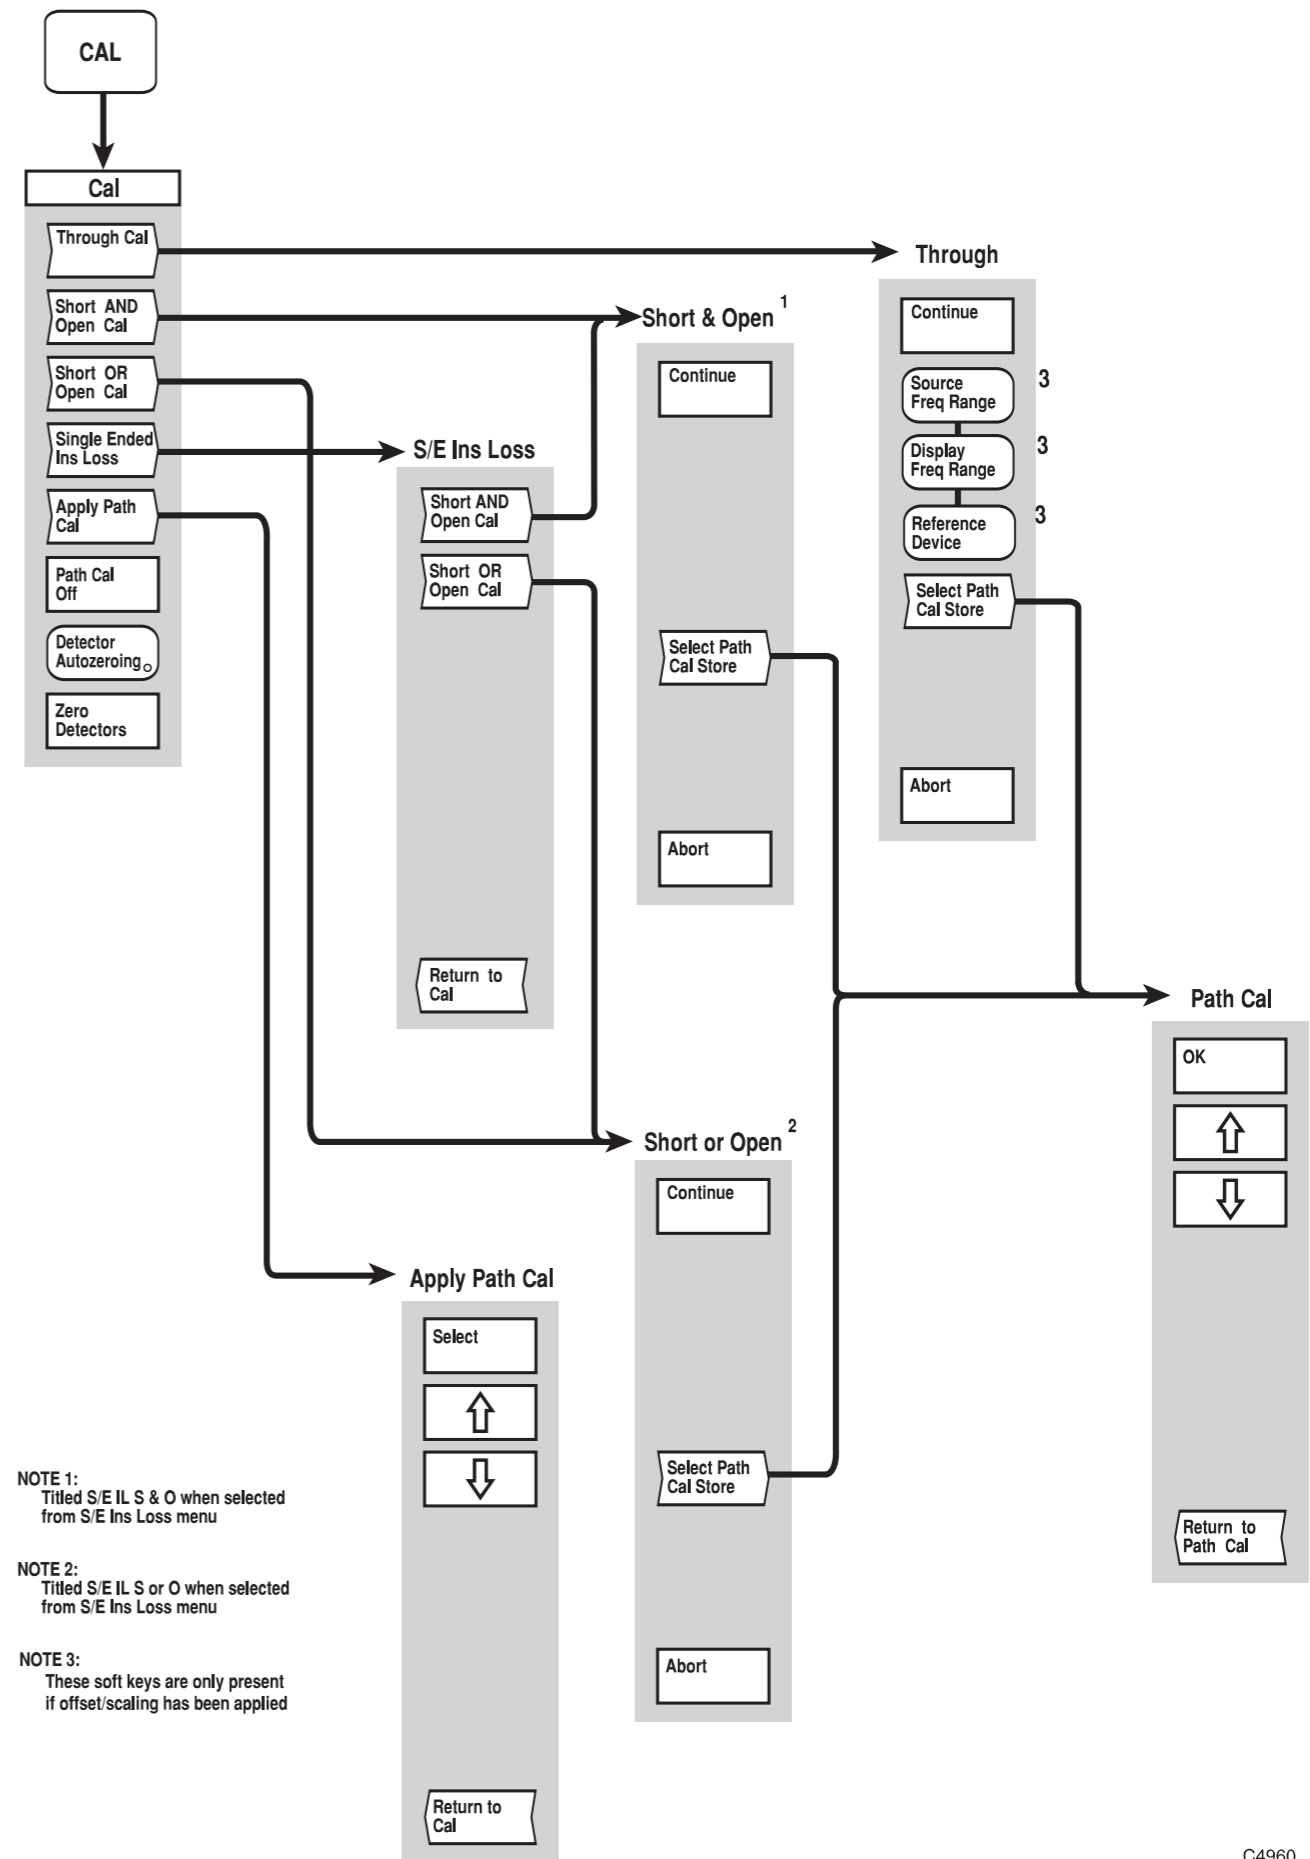 CAL
Cal
Through Cal
Short AND
Open Cal
Short OR
Open Cal
Single Ended
Ins Loss
Apply Path
Cal
Path Cal
Off
Detector
Autozeroing
Zero
Detectors
S/E Ins Loss
Short AND
Open Cal
Short OR
Open Cal
Return to
Cal
Short & Open 1
Continue
Select Path
Cal Store
Abort
Through
Continue
Source
Freq Range 3
Display
Freq Range 3
Reference
Device 3
Select Path
Cal Store
Abort
Short or Open 2
Continue
Select Path
Cal Store
Abort
Apply Path Cal
Select
Return to
Cal
Path Cal
OK
Return to
Path Cal
NOTE 1:
Titled S/E IL S & O when selected
from S/E Ins Loss menu
NOTE 2:
Titled S/E IL S or O when selected
from S/E Ins Loss menu
NOTE 3:
These soft keys are only present
if offset/scaling has been applied
C4960